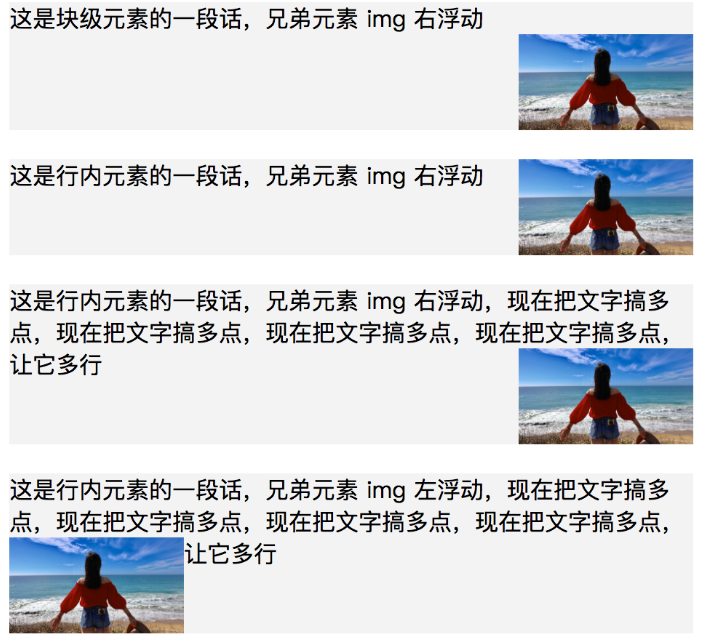 这是块级元素的一段话，兄弟元素 img 右浮动
这是行内元素的一段话，兄弟元素 img 右浮动
这是行内元素的一段话，兄弟元素 img 右浮动，现在把文字搞多
点，现在把文字搞多点，现在把文字搞多点，现在把文字搞多点，
让它多行
这是行内元素的一段话，兄弟元素 img 左浮动，现在把文字搞多
点，现在把文字搞多点，现在把文字搞多点，现在把文字搞多点，
让它多行